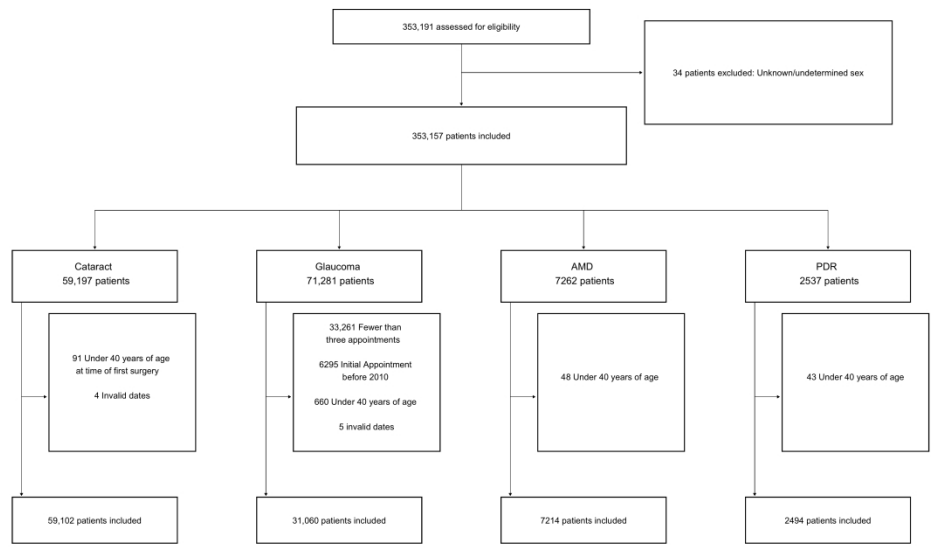 353,191 assessed for eligibility
34 patients excluded: Unknown/undetermined sex
353,157 patients included
Cataract
59,197 patients
Glaucoma
71,281 patients
AMD
7262 patients
PDR
2537 patients
91 Under 40 years of age
at time of first surgery
4 Invalid dates
33,261 Fewer than
three appointments
6295 Initial Appointment
before 2010
660 Under 40 years of age
5 invalid dates
48 Under 40 years of age
43 Under 40 years of age
59,102 patients included
31,060 patients included
7214 patients included
2494 patients included